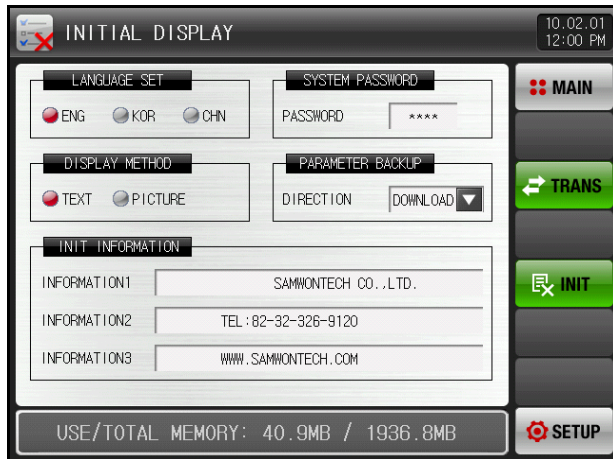 INITIAL DISPLAY
10.02.01
12:00 PM
LANGUAGE SET
ENG KOR CHN
SYSTEM PASSWORD
PASSWORD ****
DISPLAY METHOD
TEXT PICTURE
PARAMETER BACKUP
DIRECTION DOWNLOAD
INIT INFORMATION
INFORMATION1 SAMWONTECH CO.,LTD.
INFORMATION2 TEL:82-32-326-9120
INFORMATION3 WWW.SAMWONTECH.COM
USE/TOTAL MEMORY: 40.9MB / 1936.8MB
MAIN
TRANS
INIT
SETUP